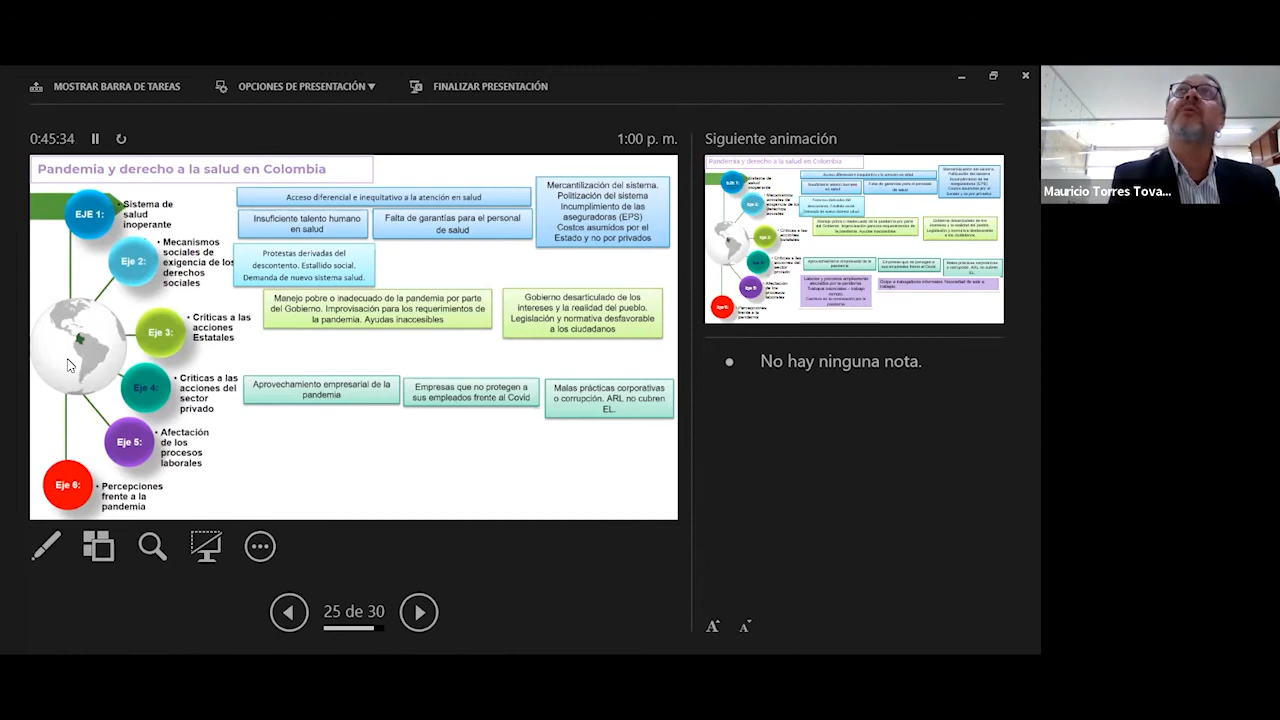 MOSTRAR BARRA DE TAREAS
OPCIONES DE PRESENTACIÓN
FINALIZAR PRESENTACIÓN
0:45:34
1:00 p. m.
Pandemia y derecho a la salud en Colombia
EJE 1:
Sistema de
salud
inoperante
Acceso diferencial e inequitativo a la atención en salud
Insuficiente talento humano
en salud
Falta de garantías para el personal
de salud
Mercantilización del sistema.
Politización del sistema
Incumplimiento de las
aseguradoras (EPS)
Costos asumidos por el
Estado y no por privados
Eje 2:
• Mecanismos
sociales de
exigencia de los
derechos
sociales
Protestas derivadas del
descontento. Estallido social.
Demanda de nuevo sistema salud.
Eje 3:
• Críticas a las
acciones
Estatales
Manejo pobre o inadecuado de la pandemia por parte
del Gobierno. Improvisación para los requerimientos de
la pandemia. Ayudas inaccesibles
Gobierno desarticulado de los
intereses y la realidad del pueblo.
Legislación y normativa desfavorable
a los ciudadanos
Eje 4:
• Críticas a las
acciones del
sector
privado
Aprovechamiento empresarial de la
pandemia
Empresas que no protegen a
sus empleados frente al Covid
Malas prácticas corporativas
o corrupción. ARL no cubren
EL.
Eje 5:
• Afectación
de los
procesos
laborales
Eje 6:
• Percepciones
frente a la
pandemia
25 de 30
Siguiente animación
Pandemia y derecho a la salud en Colombia
• No hay ninguna nota.
A
A
Mauricio Torres Tova...